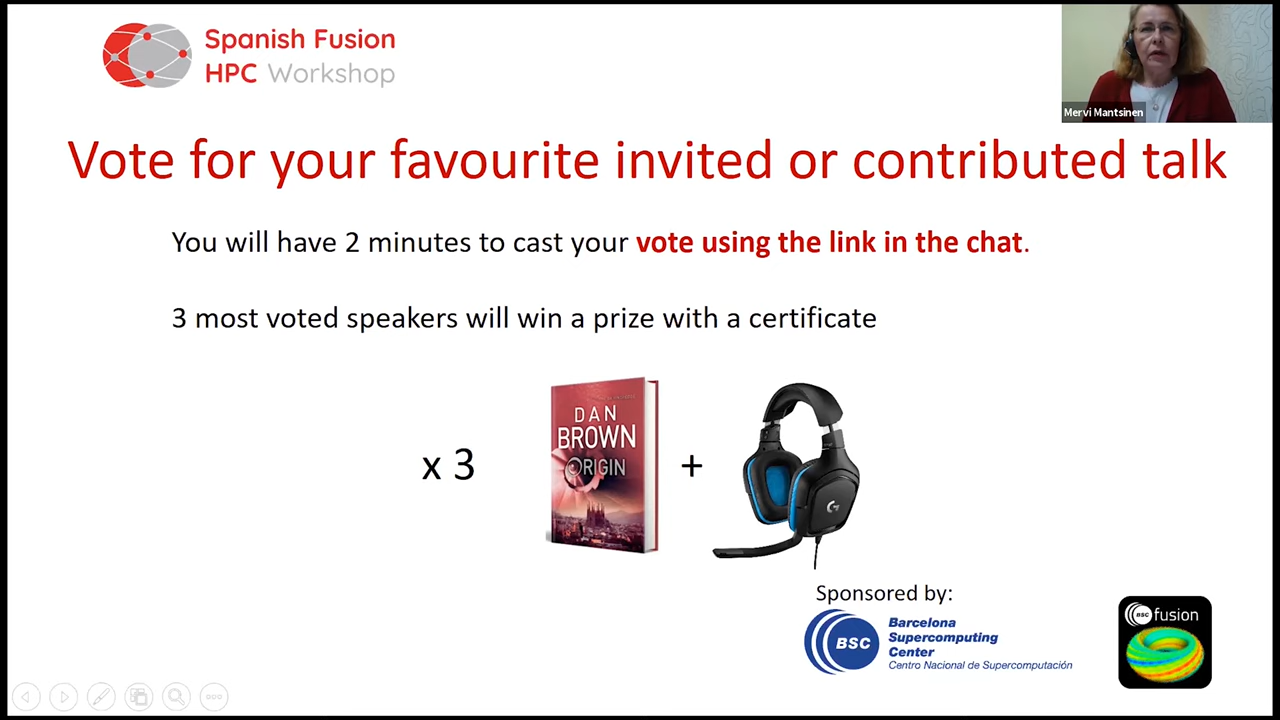 Spanish Fusion
HPC Workshop
Mervi Mantsinen
Vote for your favourite invited or contributed talk
You will have 2 minutes to cast your vote using the link in the chat.
3 most voted speakers will win a prize with a certificate
x 3
DAN
BROWN
ORIGIN
+
G
Sponsored by:
BSC
Barcelona
Supercomputing
Center
Centro Nacional de Supercomputación
BSC fusion